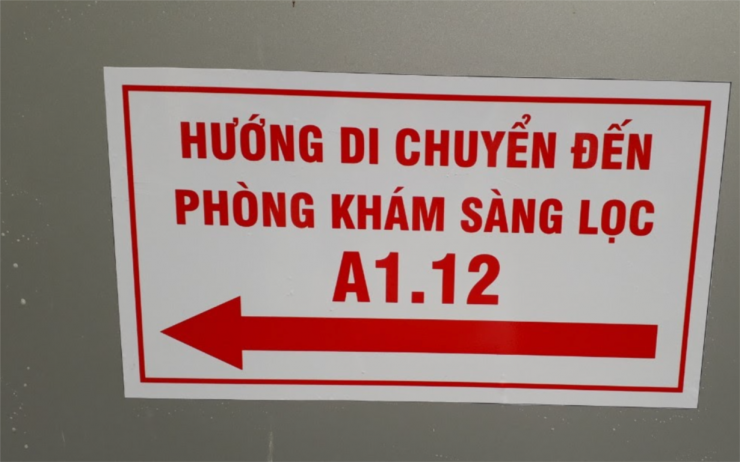 HƯỚNG DI CHUYỂN ĐẾN
PHÒNG KHÁM SÀNG LỌC
A1.12